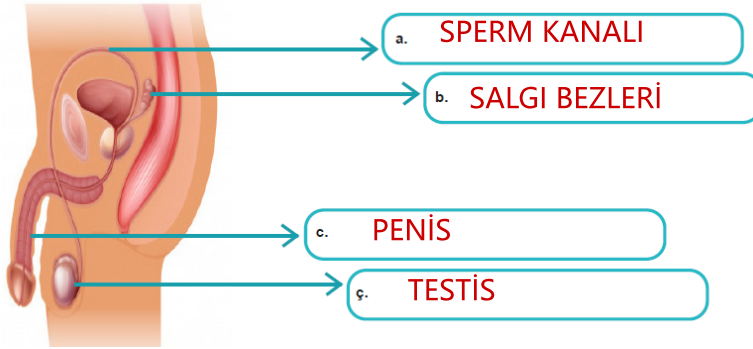 a. SPERM KANALI
b. SALGI BEZLERİ
c. PENİS
ç. TESTİS